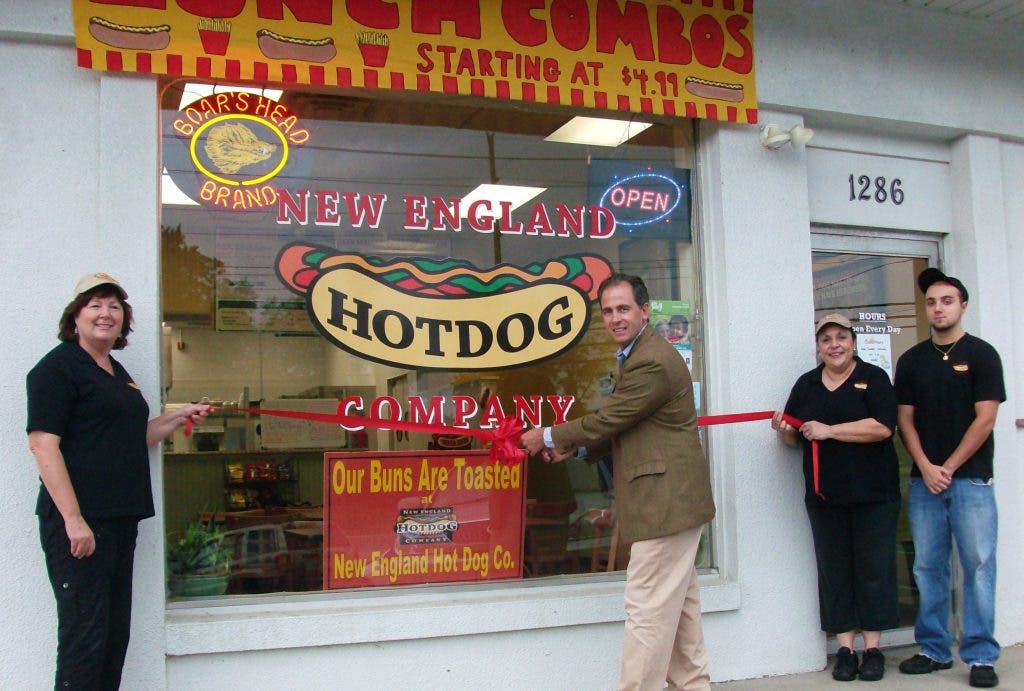 LUNCH COMBOS
STARTING AT $4.99
BOAR'S HEAD
BRAND
OPEN
NEW ENGLAND
HOTDOG
COMPANY
Our Buns Are Toasted
at
NEW ENGLAND
HOTDOG
COMPANY
New England Hot Dog Co.
1286
HOURS
Open Every Day